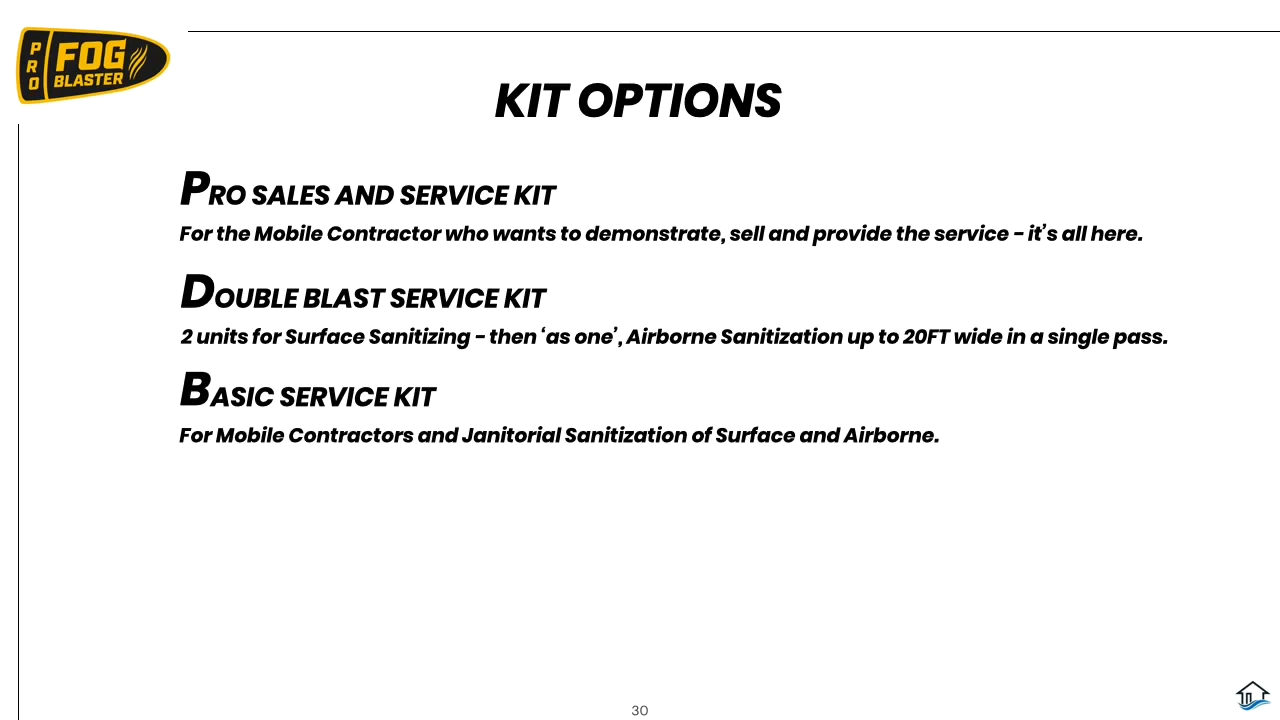 PRO
FOG
BLASTER
KIT OPTIONS
PRO SALES AND SERVICE KIT
For the Mobile Contractor who wants to demonstrate, sell and provide the service - it's all here.
DOUBLE BLAST SERVICE KIT
2 units for Surface Sanitizing - then ‘as one’, Airborne Sanitization up to 20FT wide in a single pass.
BASIC SERVICE KIT
For Mobile Contractors and Janitorial Sanitization of Surface and Airborne.
30